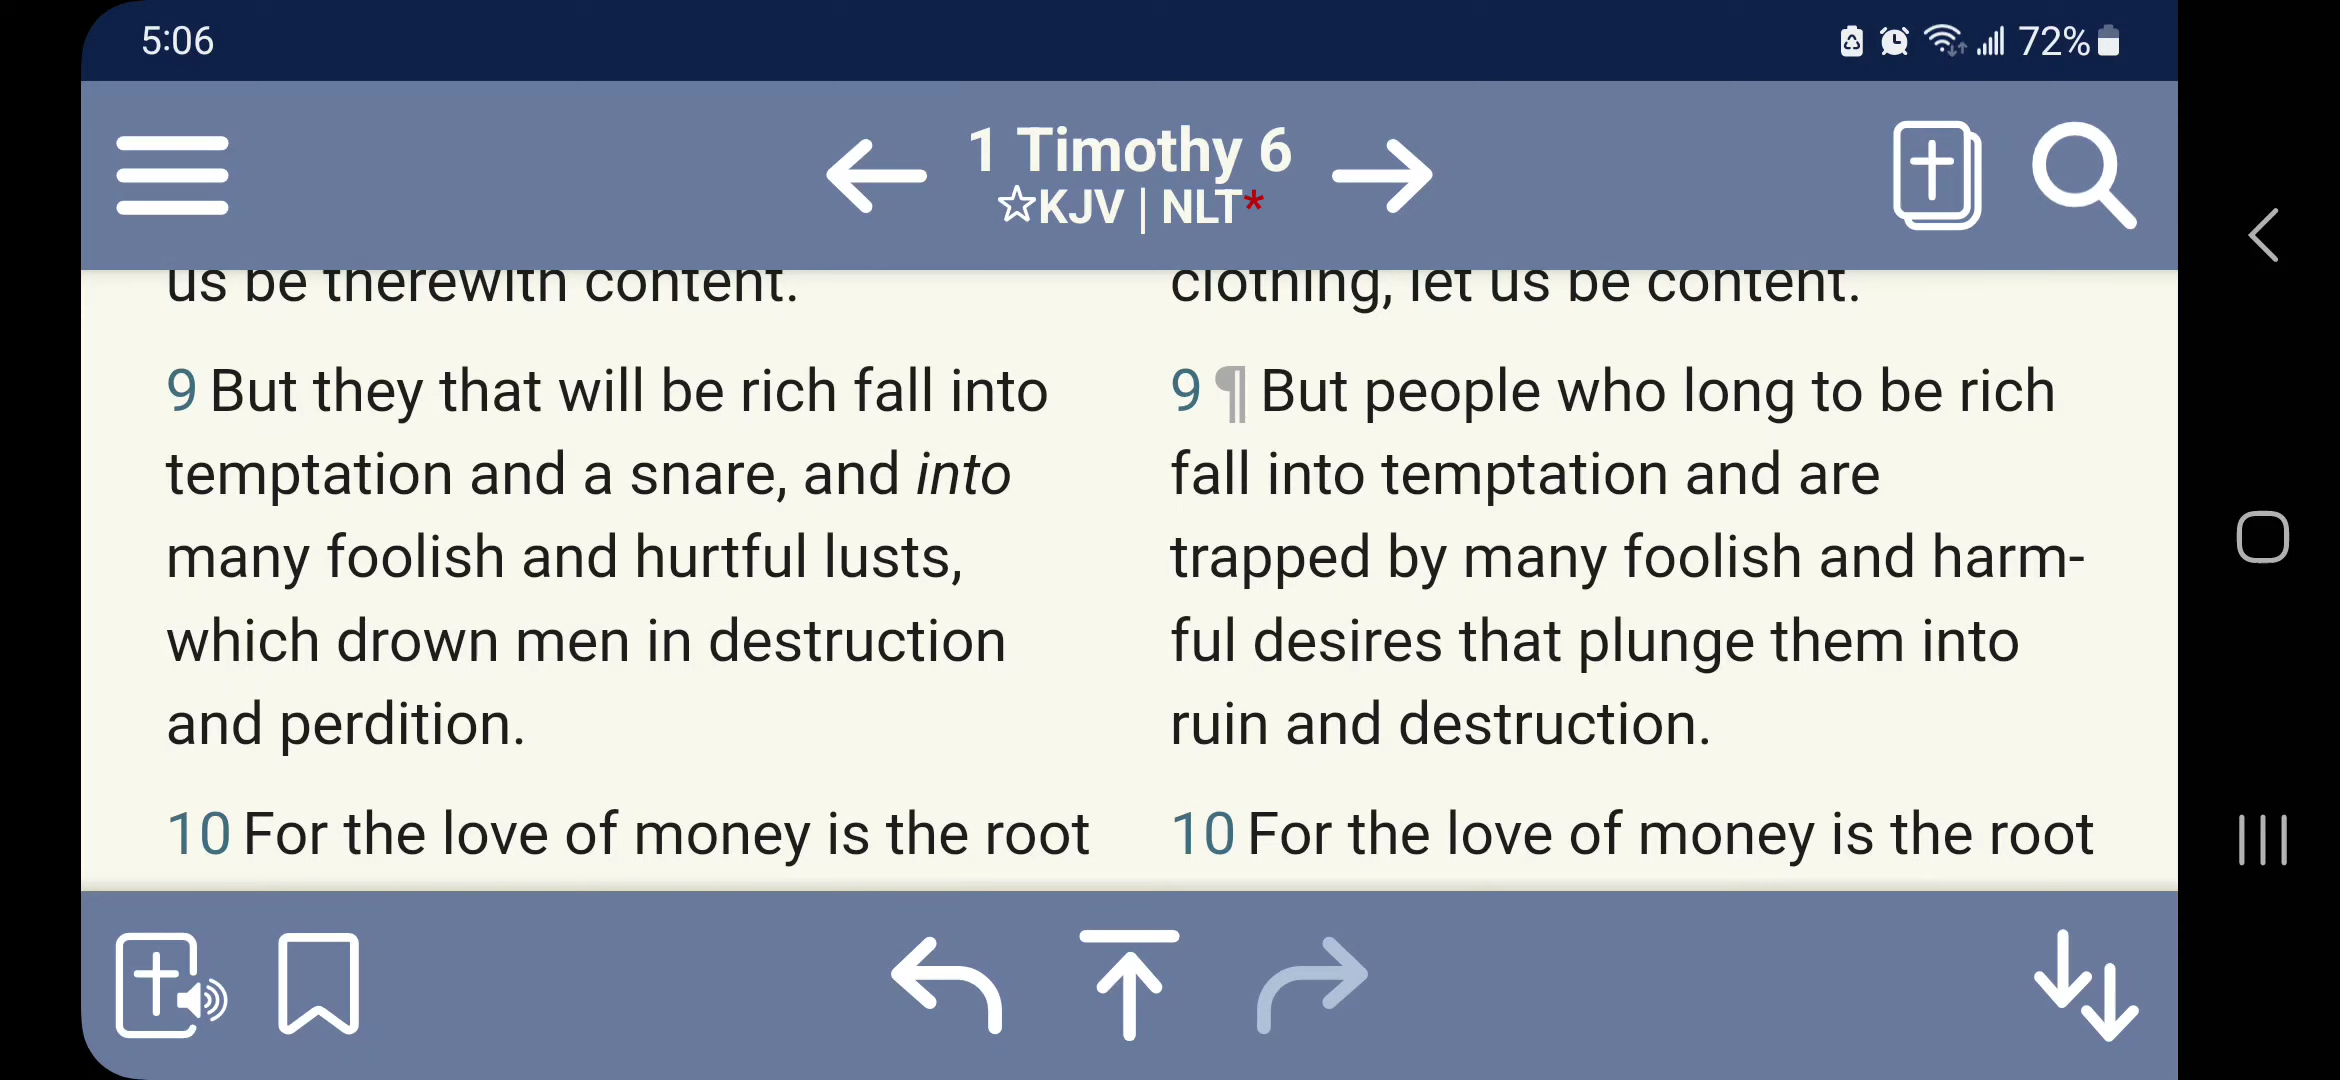 5:06
72%
1 Timothy 6
☆KJV | NLT*
us be therewith content.
9 But they that will be rich fall into
temptation and a snare, and into
many foolish and hurtful lusts,
which drown men in destruction
and perdition.
10 For the love of money is the root
clothing, let us be content.
9 ¶ But people who long to be rich
fall into temptation and are
trapped by many foolish and harm-
ful desires that plunge them into
ruin and destruction.
10 For the love of money is the root